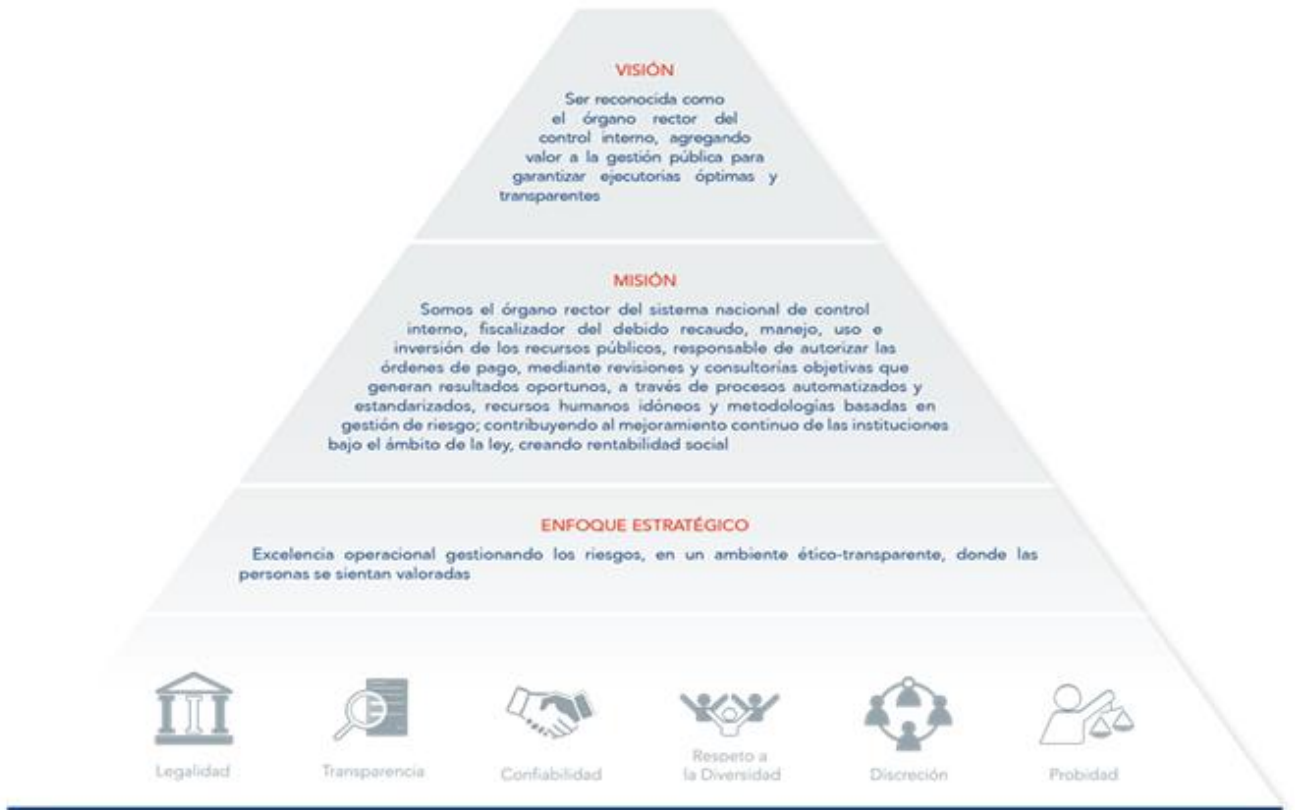 VISIÓN
Ser reconocida como
el órgano rector del
control interno, agregando
valor a la gestión pública para
garantizar ejecutorias óptimas y
transparentes
MISIÓN
Somos el órgano rector del sistema nacional de control
interno, fiscalizador del debido recaudo, manejo, uso e
inversión de los recursos públicos, responsable de autorizar las
órdenes de pago, mediante revisiones y consultorías objetivas que
generan resultados oportunos, a través de procesos automatizados y
estandarizados, recursos humanos idóneos y metodologías basadas en
gestión de riesgo; contribuyendo al mejoramiento continuo de las instituciones
bajo el ámbito de la ley, creando rentabilidad social
ENFOQUE ESTRATÉGICO
Excelencia operacional gestionando los riesgos, en un ambiente ético-transparente, donde las
personas se sientan valoradas
Legalidad
Transparencia
Confiabilidad
Respeto a
la Diversidad
Discreción
Probidad